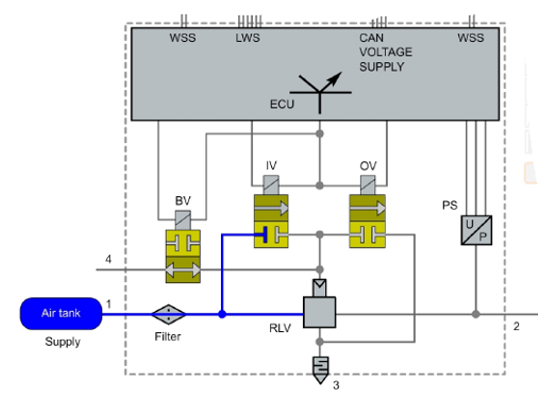 WSS
LWS
CAN
VOLTAGE
SUPPLY
WSS
ECU
IV
OV
BV
PS
U
P
4
1
Air tank
2
RLV
Filter
Supply
3